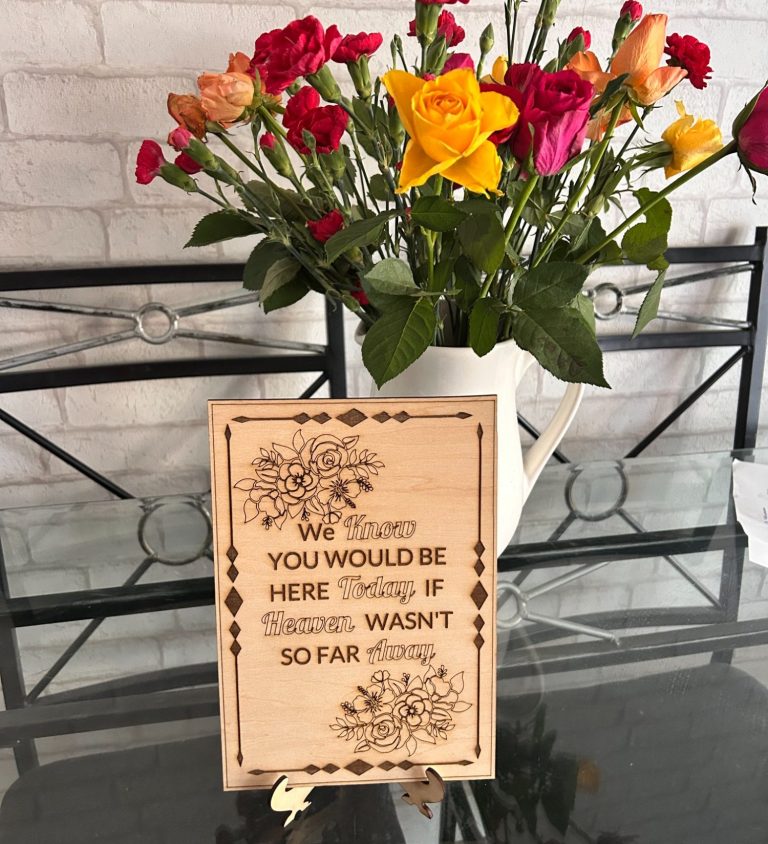 We Know
YOU WOULD BE
HERE Today IF
Heaven WASN'T
SO FAR Away